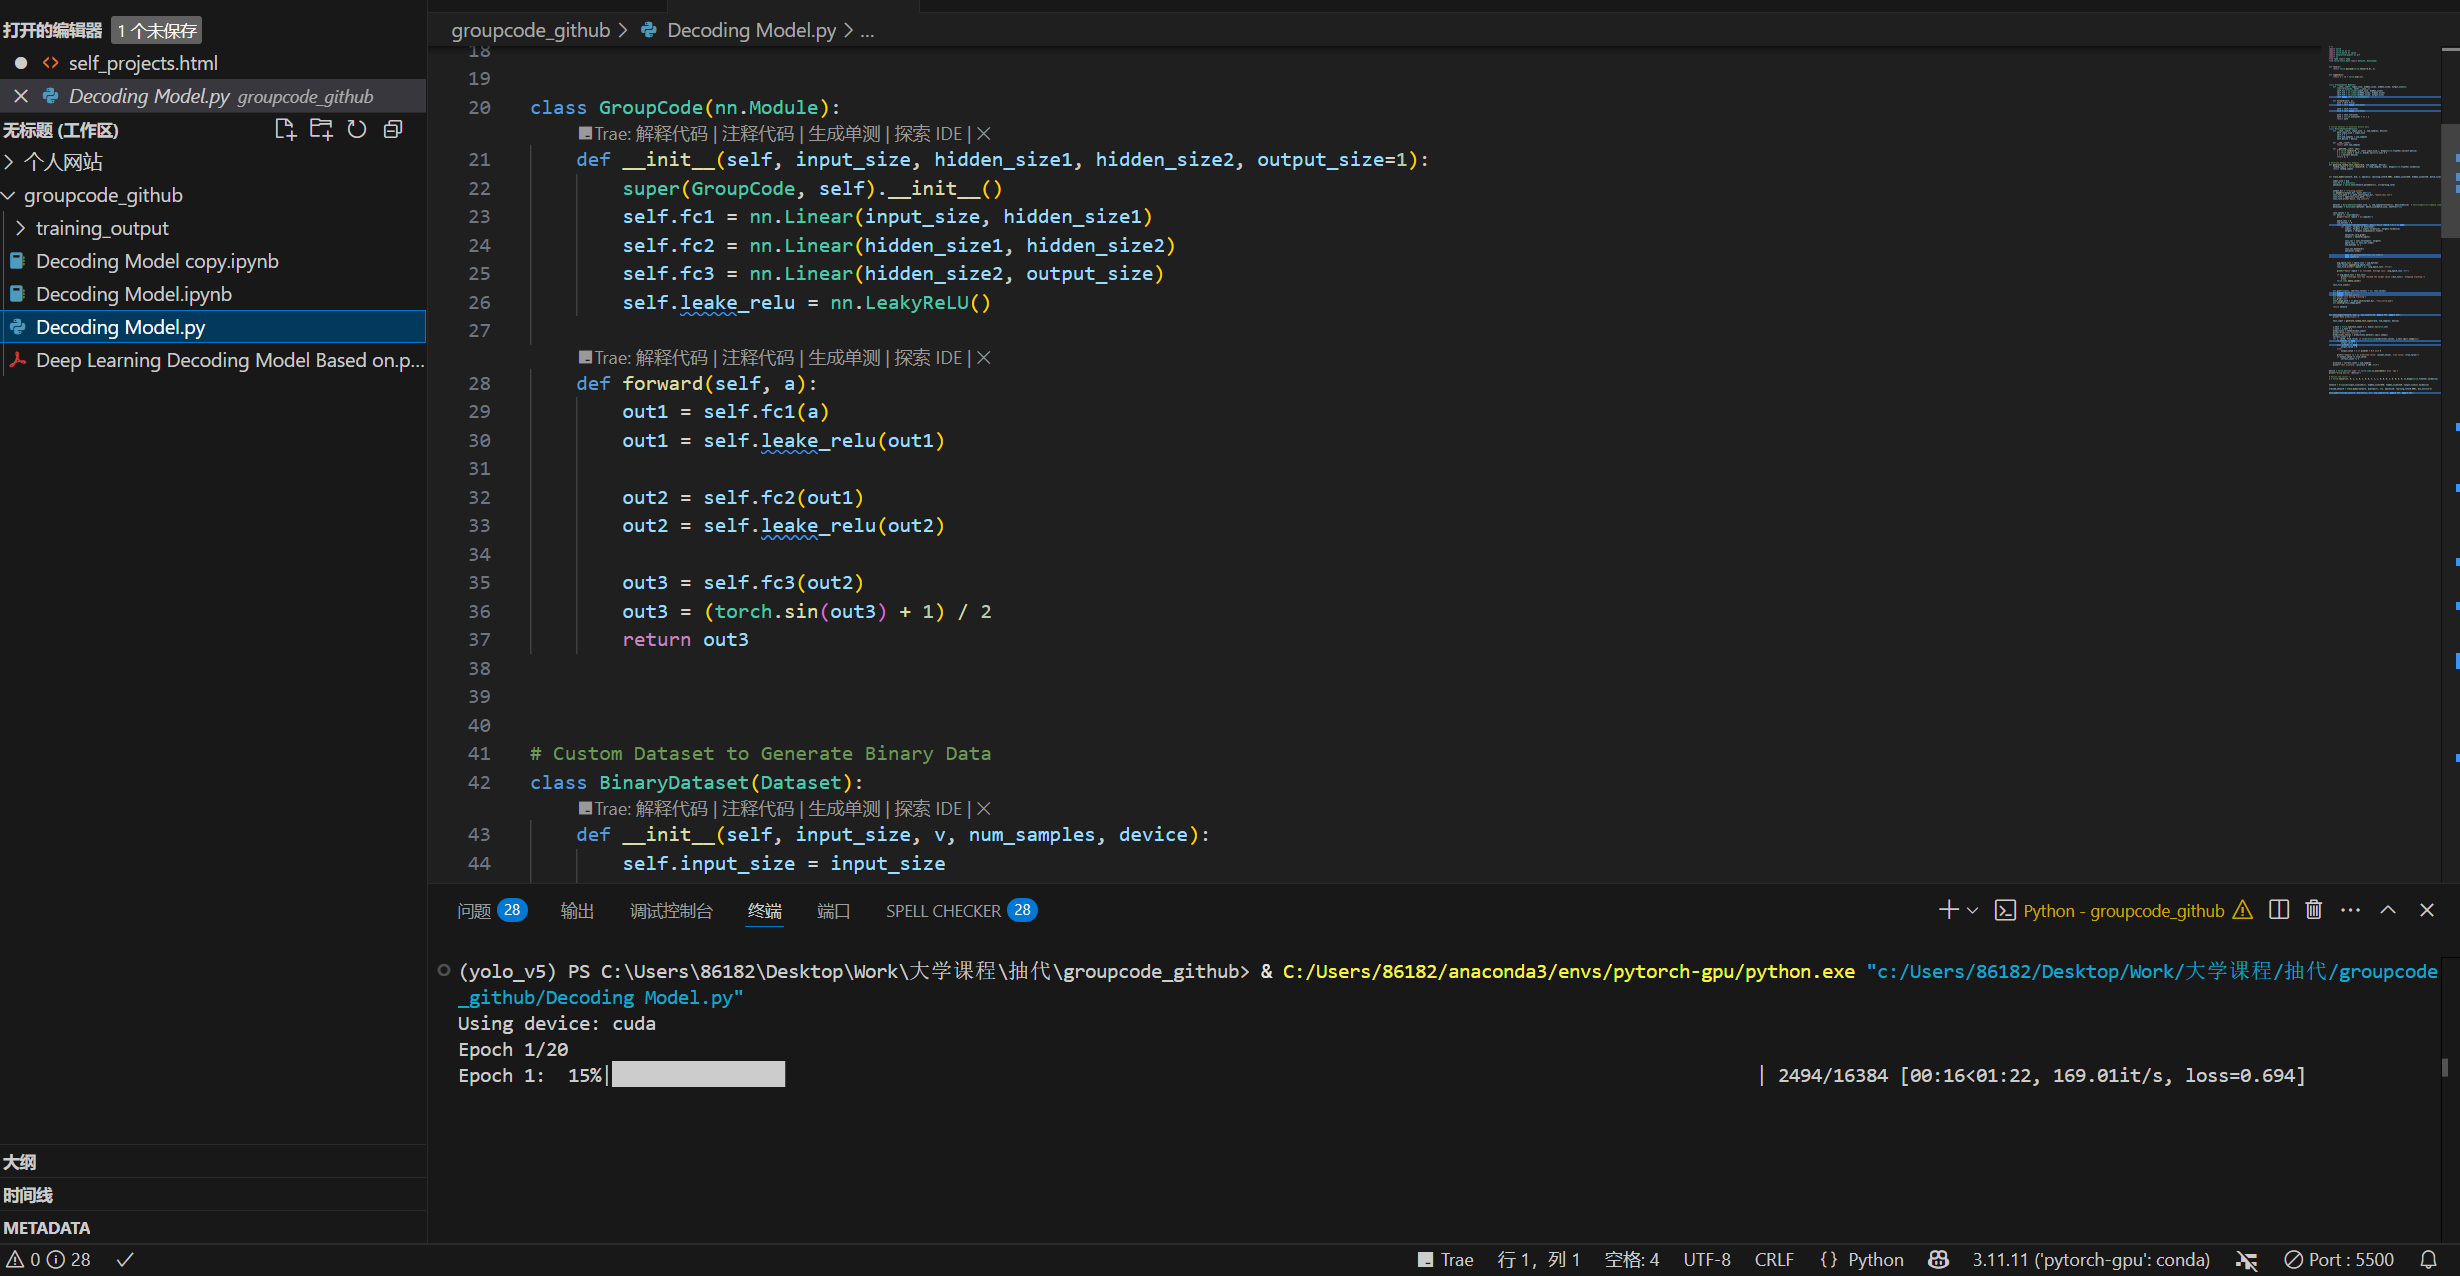 打开的编辑器 1 个未保存
self_projects.html
Decoding Model.py groupcode_github
无标题 (工作区)
个人网站
groupcode_github
training_output
Decoding Model copy.ipynb
Decoding Model.ipynb
Decoding Model.py
Deep Learning Decoding Model Based on.p...
大纲
时间线
METADATA
groupcode_github > Decoding Model.py > ...
18
19
20 class GroupCode(nn.Module):
Trae: 解释代码 | 注释代码 | 生成单测 | 探索 IDE | ×
21 def __init__(self, input_size, hidden_size1, hidden_size2, output_size=1):
22 super(GroupCode, self).__init__()
23 self.fc1 = nn.Linear(input_size, hidden_size1)
24 self.fc2 = nn.Linear(hidden_size1, hidden_size2)
25 self.fc3 = nn.Linear(hidden_size2, output_size)
26 self.leake_relu = nn.LeakyReLU()
27
Trae: 解释代码 | 注释代码 | 生成单测 | 探索 IDE | ×
28 def forward(self, a):
29 out1 = self.fc1(a)
30 out1 = self.leake_relu(out1)
31
32 out2 = self.fc2(out1)
33 out2 = self.leake_relu(out2)
34
35 out3 = self.fc3(out2)
36 out3 = (torch.sin(out3) + 1) / 2
37 return out3
38
39
40
41 # Custom Dataset to Generate Binary Data
42 class BinaryDataset(Dataset):
Trae: 解释代码 | 注释代码 | 生成单测 | 探索 IDE | ×
43 def __init__(self, input_size, v, num_samples, device):
44 self.input_size = input_size
问题 28 输出 调试控制台 终端 端口 SPELL CHECKER 28
Python - groupcode_github
(yolo_v5) PS C:\Users\86182\Desktop\Work\大学课程\抽代\groupcode_github> & C:/Users/86182/anaconda3/envs/pytorch-gpu/python.exe "c:/Users/86182/Desktop/Work/大学课程/抽代/groupcode
_github/Decoding Model.py"
Using device: cuda
Epoch 1/20
Epoch 1: 15%| | 2494/16384 [00:16<01:22, 169.01it/s, loss=0.694]
0 28
Trae 行 1，列 1 空格: 4 UTF-8 CRLF {} Python 3.11.11 ('pytorch-gpu': conda) Port : 5500